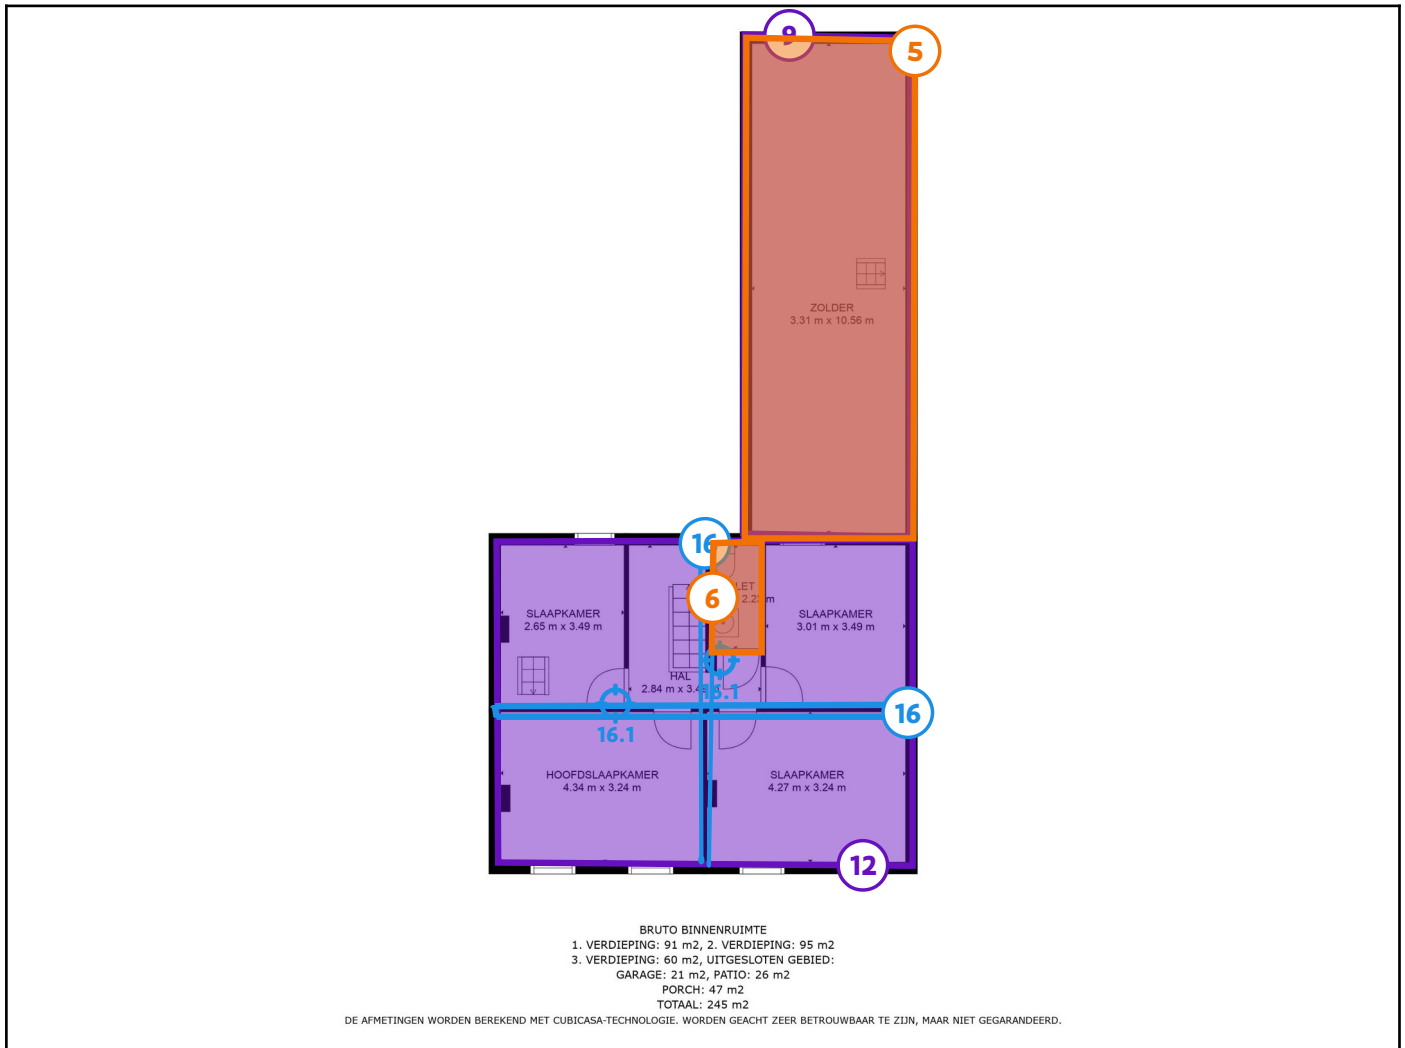 9
5
ZOLDER
3.31 m x 10.56 m
16
6
SLAAPKAMER
2.65 m x 3.49 m
SLAAPKAMER
3.01 m x 3.49 m
HAL
16.1
16
16.1
HOOFDSLAAPKAMER
4.34 m x 3.24 m
SLAAPKAMER
4.27 m x 3.24 m
12
BRUTO BINNENRUIMTE
1. VERDIEPING: 91 m2, 2. VERDIEPING: 95 m2
3. VERDIEPING: 60 m2, UITGESLOTEN GEBIED:
GARAGE: 21 m2, PATIO: 26 m2
PORCH: 47 m2
TOTAAL: 245 m2
DE AFMETINGEN WORDEN BEREKEND MET CUBICASA-TECHNOLOGIE. WORDEN GEACHT ZEER BETROUWBAAR TE ZIJN, MAAR NIET GEGARANDEERD.